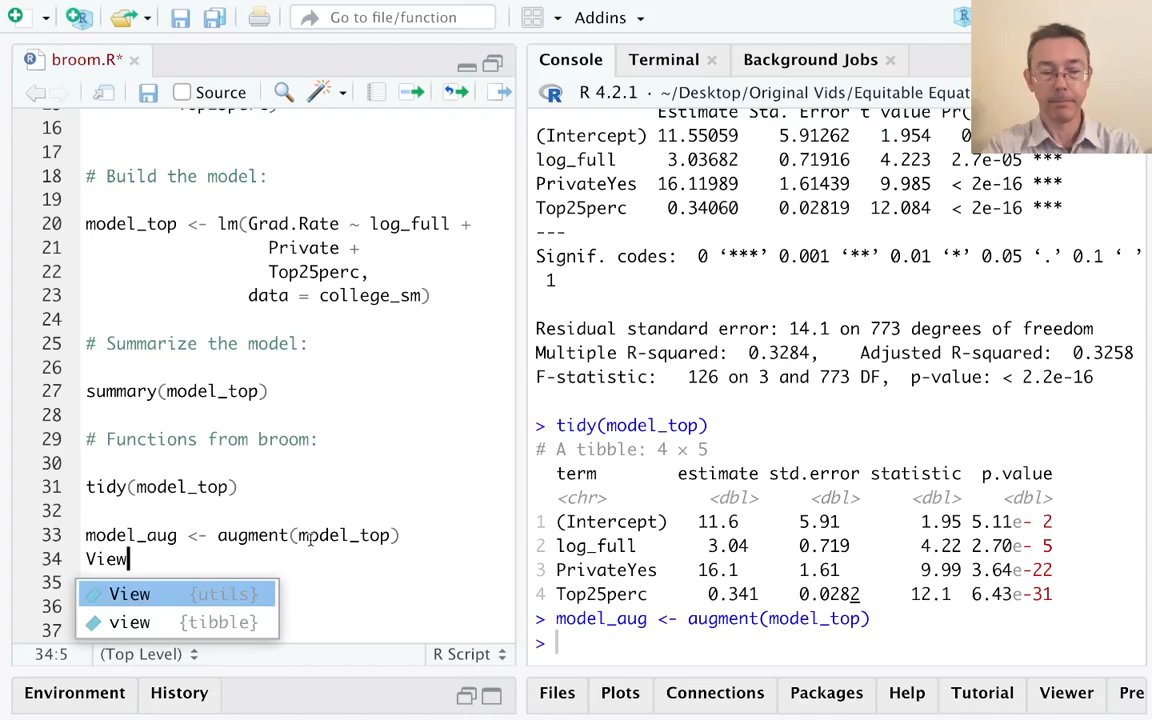 Go to file/function
Addins
broom.R*
Source
16
17
18 # Build the model:
19
20 model_top <- lm(Grad.Rate ~ log_full +
21 Private +
22 Top25perc,
23 data = college_sm)
24
25 # Summarize the model:
26
27 summary(model_top)
28
29 # Functions from broom:
30
31 tidy(model_top)
32
33 model_aug <- augment(model_top)
34 View
35
36
37
View {utils}
view {tibble}
34:5 (Top Level) R Script
Environment History
Console Terminal Background Jobs
R 4.2.1 · ~/Desktop/Original Vids/Equitable Equat
Estimate Std. Error t value Pr(
(Intercept) 11.55059 5.91262 1.954 0
log_full 3.03682 0.71916 4.223 2.7e-05 ***
PrivateYes 16.11989 1.61439 9.985 < 2e-16 ***
Top25perc 0.34060 0.02819 12.084 < 2e-16 ***
---
Signif. codes: 0 ‘***’ 0.001 ‘**’ 0.01 ‘*’ 0.05 ‘.’ 0.1 ‘ ’
1
Residual standard error: 14.1 on 773 degrees of freedom
Multiple R-squared: 0.3284, Adjusted R-squared: 0.3258
F-statistic: 126 on 3 and 773 DF, p-value: < 2.2e-16
> tidy(model_top)
# A tibble: 4 × 5
term estimate std.error statistic p.value
<chr> <dbl> <dbl> <dbl> <dbl>
1 (Intercept) 11.6 5.91 1.95 5.11e- 2
2 log_full 3.04 0.719 4.22 2.70e- 5
3 PrivateYes 16.1 1.61 9.99 3.64e-22
4 Top25perc 0.341 0.0282 12.1 6.43e-31
> model_aug <- augment(model_top)
>
Files Plots Connections Packages Help Tutorial Viewer Pre